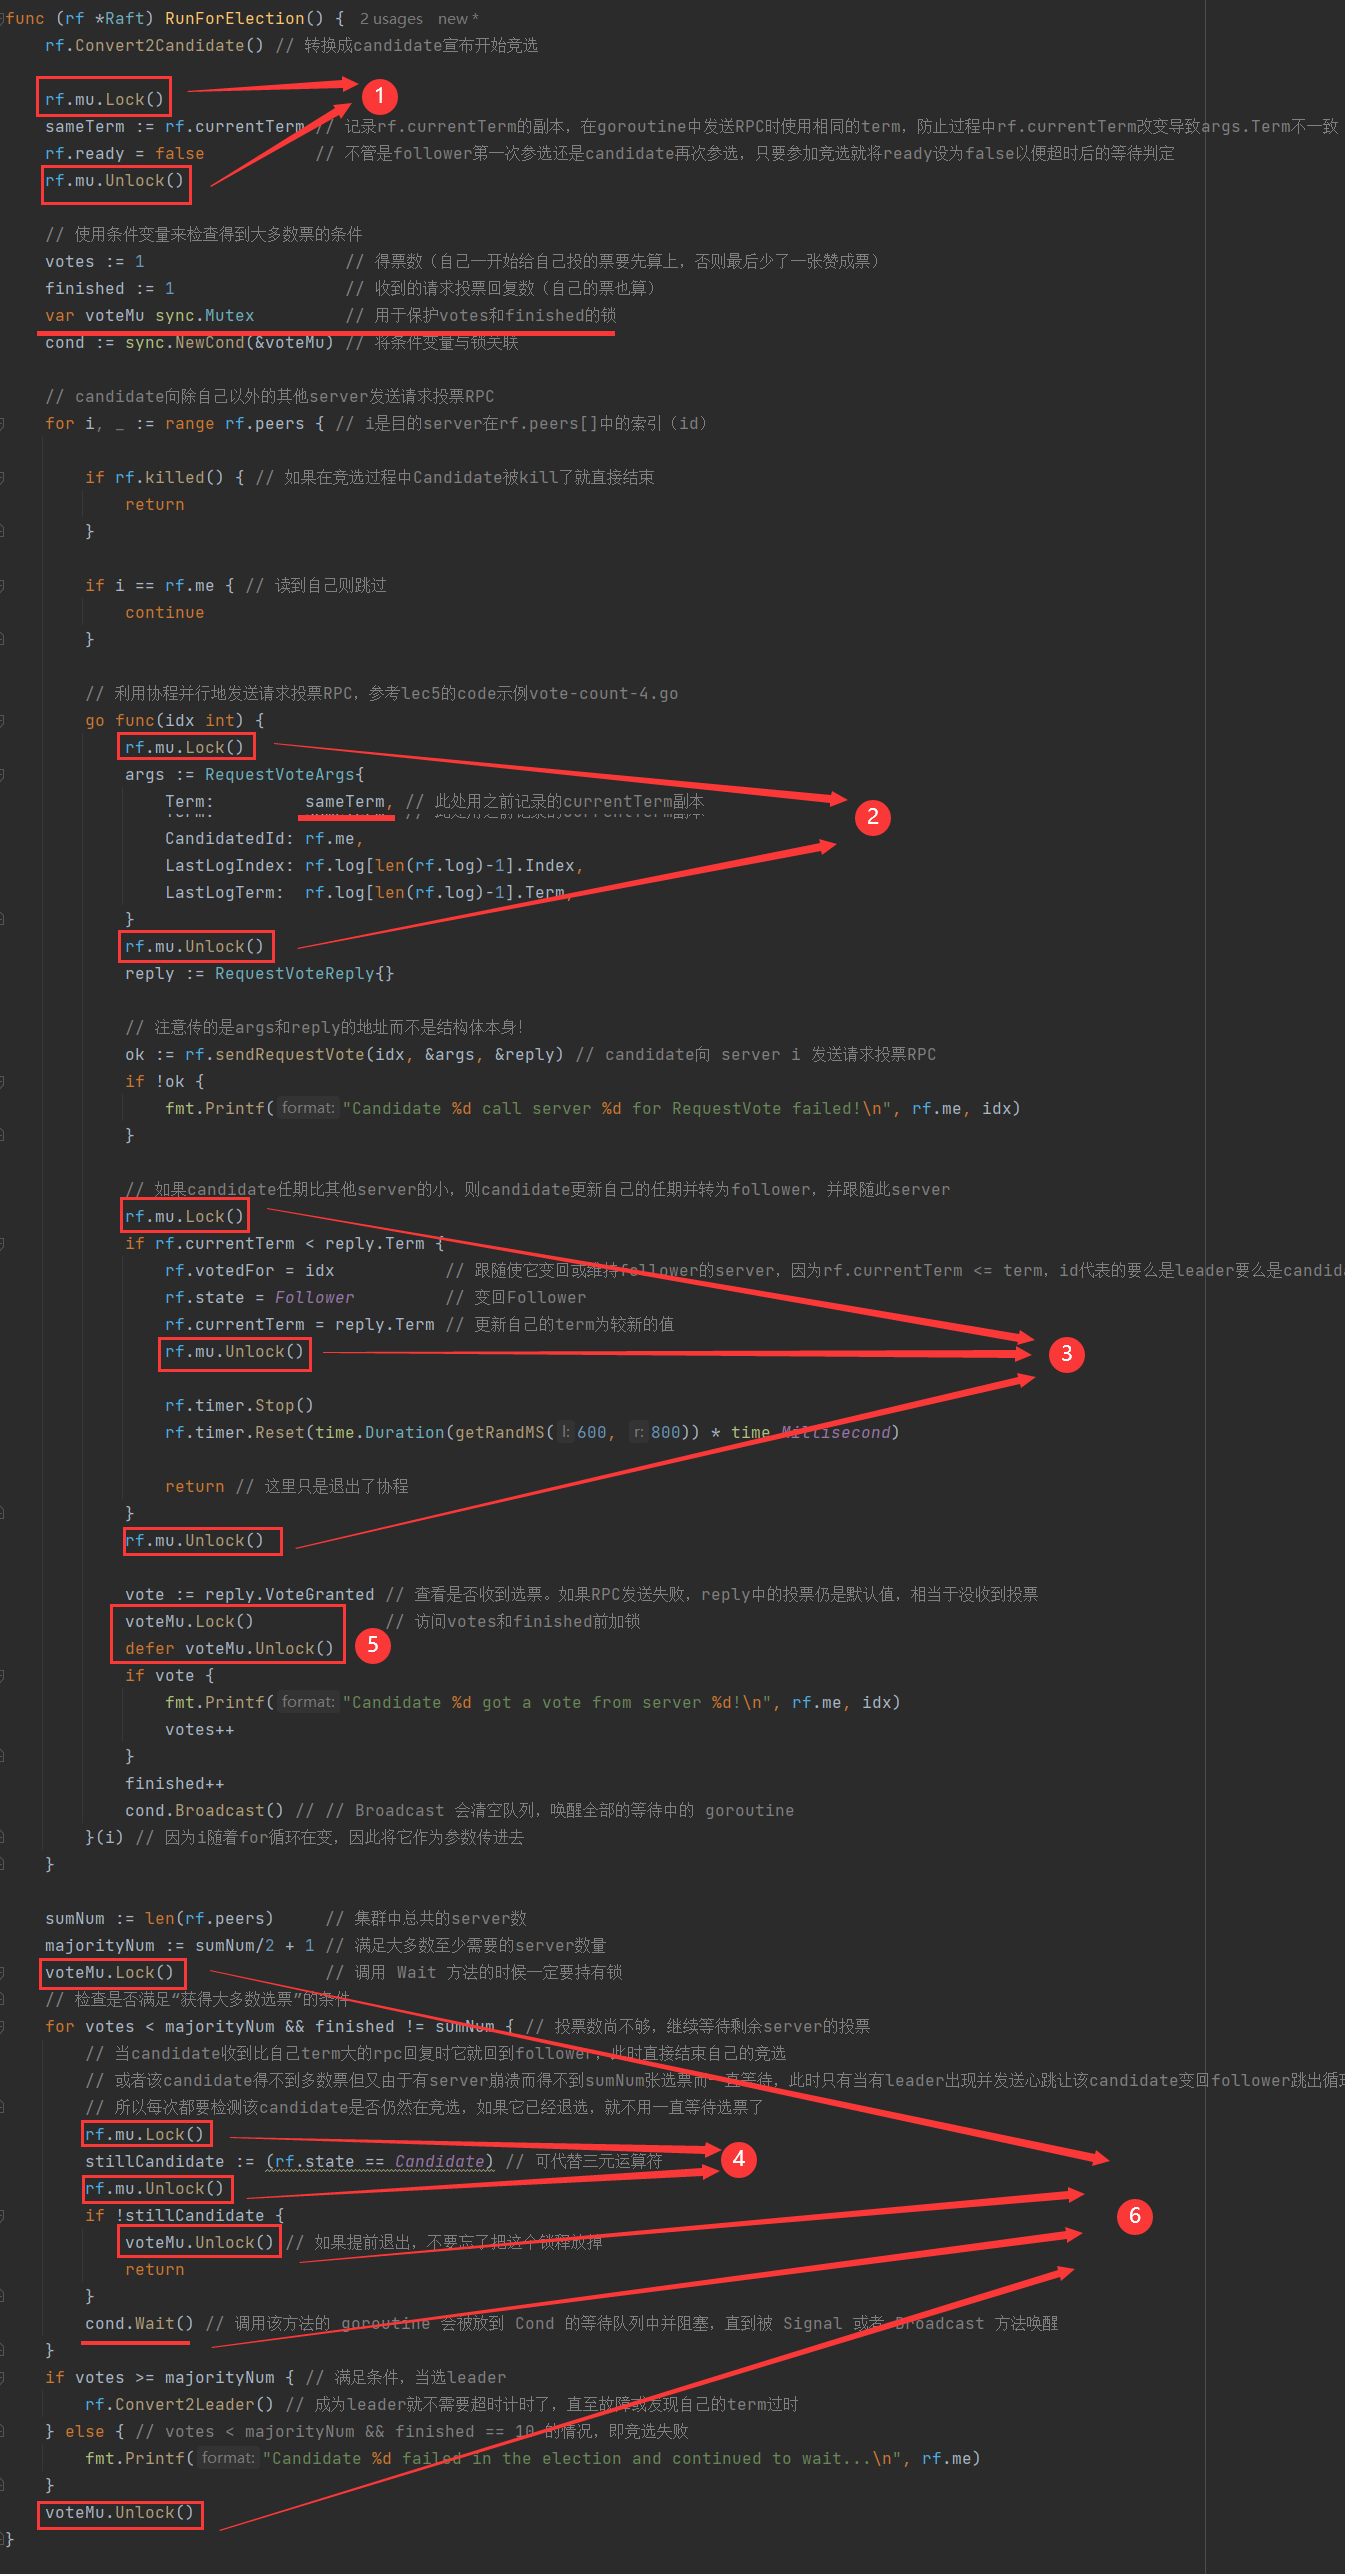 func (rf *Raft) RunForElection() { 2 usages new *
rf.Convert2Candidate() // 转换成candidate宣布开始竞选
rf.mu.Lock()
1
sameTerm := rf.currentTerm // 记录rf.currentTerm的副本，在goroutine中发送RPC时使用相同的term，防止过程中rf.currentTerm改变导致args.Term不一致
rf.ready = false // 不管是follower第一次参选还是candidate再次参选，只要参加竞选就将ready设为false以便超时后的等待判定
rf.mu.Unlock()
// 使用条件变量来检查得到大多数票的条件
votes := 1 // 得票数（自己一开始给自己投的票要先算上，否则最后少了一张赞成票）
finished := 1 // 收到的请求投票回复数（自己的票也算）
var voteMu sync.Mutex // 用于保护votes和finished的锁
cond := sync.NewCond(&voteMu) // 将条件变量与锁关联
// candidate向除自己以外的其他server发送请求投票RPC
for i, _ := range rf.peers { // i是目的server在rf.peers[]中的索引（id）
if rf.killed() { // 如果在竞选过程中Candidate被kill了就直接结束
return
}
if i == rf.me { // 读到自己则跳过
continue
}
// 利用协程并行地发送请求投票RPC，参考lec5的code示例vote-count-4.go
go func(idx int) {
rf.mu.Lock()
args := RequestVoteArgs{
Term: sameTerm, // 此处用之前记录的currentTerm副本
2
CandidatedId: rf.me,
LastLogIndex: rf.log[len(rf.log)-1].Index,
LastLogTerm: rf.log[len(rf.log)-1].Term,
}
rf.mu.Unlock()
reply := RequestVoteReply{}
// 注意传的是args和reply的地址而不是结构体本身！
ok := rf.sendRequestVote(idx, &args, &reply) // candidate向 server i 发送请求投票RPC
if !ok {
fmt.Printf( format: "Candidate %d call server %d for RequestVote failed!\n", rf.me, idx)
}
// 如果candidate任期比其他server的小，则candidate更新自己的任期并转为follower，并跟随此server
rf.mu.Lock()
if rf.currentTerm < reply.Term {
rf.votedFor = idx // 跟随使它变回或维持follower的server，因为rf.currentTerm <= term，id代表的要么是leader要么是candida
rf.state = Follower // 变回Follower
rf.currentTerm = reply.Term // 更新自己的term为较新的值
rf.mu.Unlock()
3
rf.timer.Stop()
rf.timer.Reset(time.Duration(getRandMS( l: 600, r: 800)) * time.Millisecond)
return // 这里只是退出了协程
}
rf.mu.Unlock()
vote := reply.VoteGranted // 查看是否收到选票。如果RPC发送失败，reply中的投票仍是默认值，相当于没收到投票
voteMu.Lock() // 访问votes和finished前加锁
defer voteMu.Unlock()
5
if vote {
fmt.Printf( format: "Candidate %d got a vote from server %d!\n", rf.me, idx)
votes++
}
finished++
cond.Broadcast() // // Broadcast 会清空队列，唤醒全部的等待中的 goroutine
}(i) // 因为i随着for循环在变，因此将它作为参数传进去
}
sumNum := len(rf.peers) // 集群中总共的server数
majorityNum := sumNum/2 + 1 // 满足大多数至少需要的server数量
voteMu.Lock() // 调用 Wait 方法的时候一定要持有锁
// 检查是否满足“获得大多数选票”的条件
for votes < majorityNum && finished != sumNum { // 投票数尚不够，继续等待剩余server的投票
// 当candidate收到比自己term大的rpc回复时它就回到follower，此时直接结束自己的竞选
// 或者该candidate得不到多数票但又由于有server崩溃而得不到sumNum张选票而一直等待，此时只有当有leader出现并发送心跳让该candidate变回follower跳出循环
// 所以每次都要检测该candidate是否仍然在竞选，如果它已经退选，就不用一直等待选票了
rf.mu.Lock()
stillCandidate := (rf.state == Candidate) // 可代替三元运算符
4
rf.mu.Unlock()
if !stillCandidate {
6
voteMu.Unlock() // 如果提前退出，不要忘了把这个锁释放掉
return
}
cond.Wait() // 调用该方法的 goroutine 会被放到 Cond 的等待队列中并阻塞，直到被 Signal 或者 Broadcast 方法唤醒
}
if votes >= majorityNum { // 满足条件，当选leader
rf.Convert2Leader() // 成为leader就不需要超时计时了，直至故障或发现自己的term过时
} else { // votes < majorityNum && finished == 10 的情况，即竞选失败
fmt.Printf( format: "Candidate %d failed in the election and continued to wait...\n", rf.me)
}
voteMu.Unlock()
}